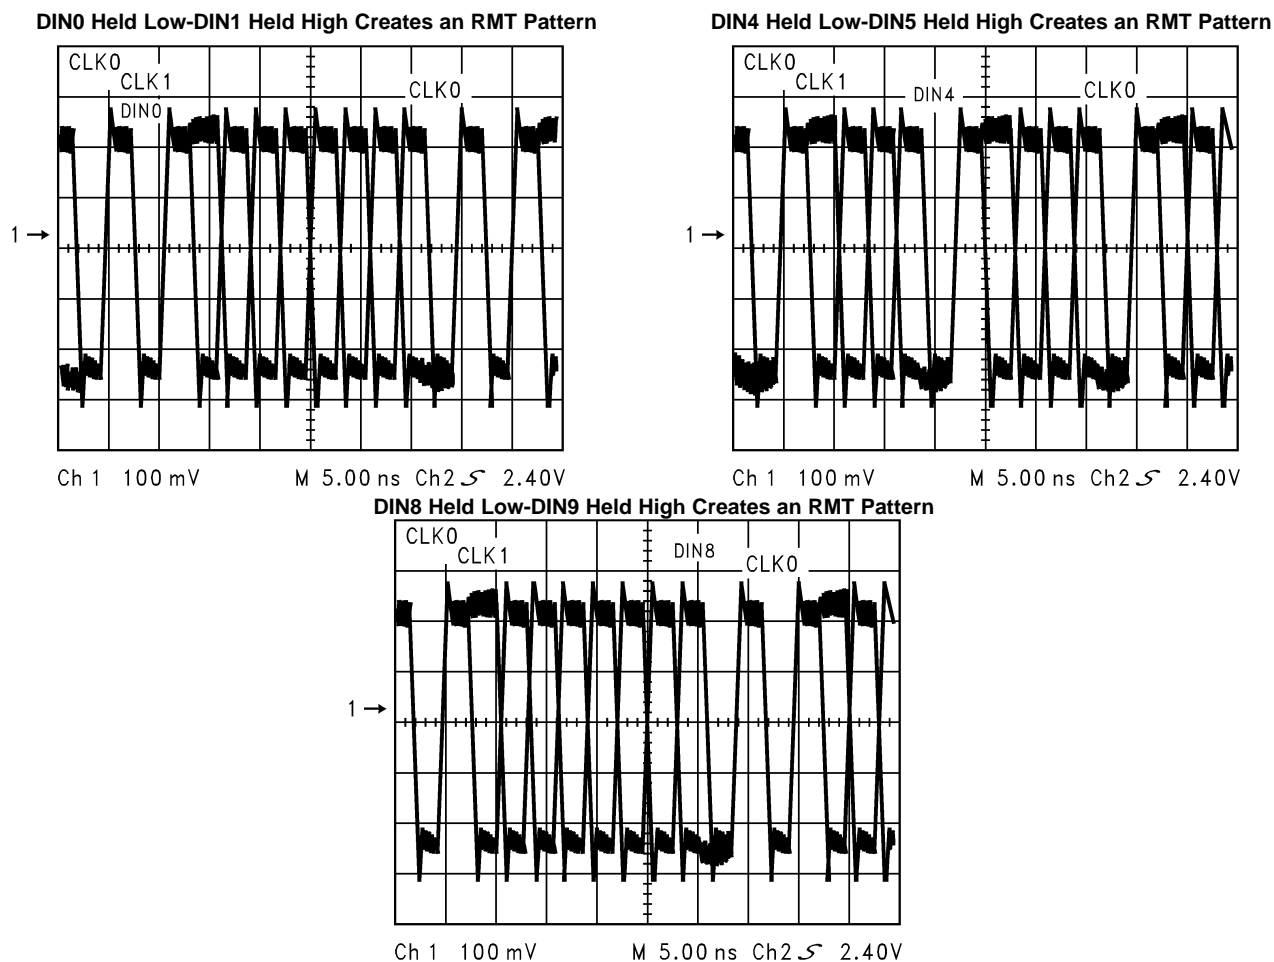 DIN0 Held Low-DIN1 Held High Creates an RMT Pattern
CLK0
CLK1
DIN0
CLK0
1
Ch 1 100 mV M 5.00 ns Ch2 2.40V
DIN4 Held Low-DIN5 Held High Creates an RMT Pattern
CLK0
CLK1
DIN4
CLK0
1
Ch 1 100 mV M 5.00 ns Ch2 2.40V
DIN8 Held Low-DIN9 Held High Creates an RMT Pattern
CLK0
CLK1
DIN8
CLK0
1
Ch 1 100 mV M 5.00 ns Ch2 2.40V